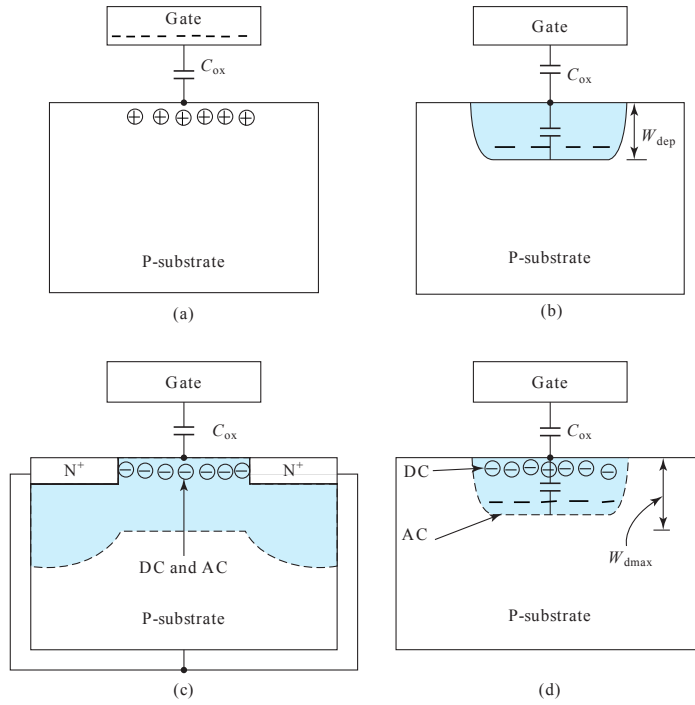 Gate
C_ox
P-substrate
(a)
Gate
C_ox
W_dep
P-substrate
(b)
Gate
C_ox
N⁺ N⁺
DC and AC
P-substrate
(c)
Gate
C_ox
DC
AC
W_dmax
P-substrate
(d)